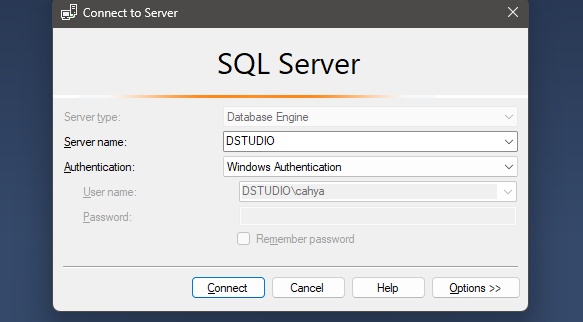 Connect to Server
SQL Server
Server type: Database Engine
Server name: DSTUDIO
Authentication: Windows Authentication
User name: DSTUDIO\cahya
Password:
Remember password
Connect Cancel Help Options >>